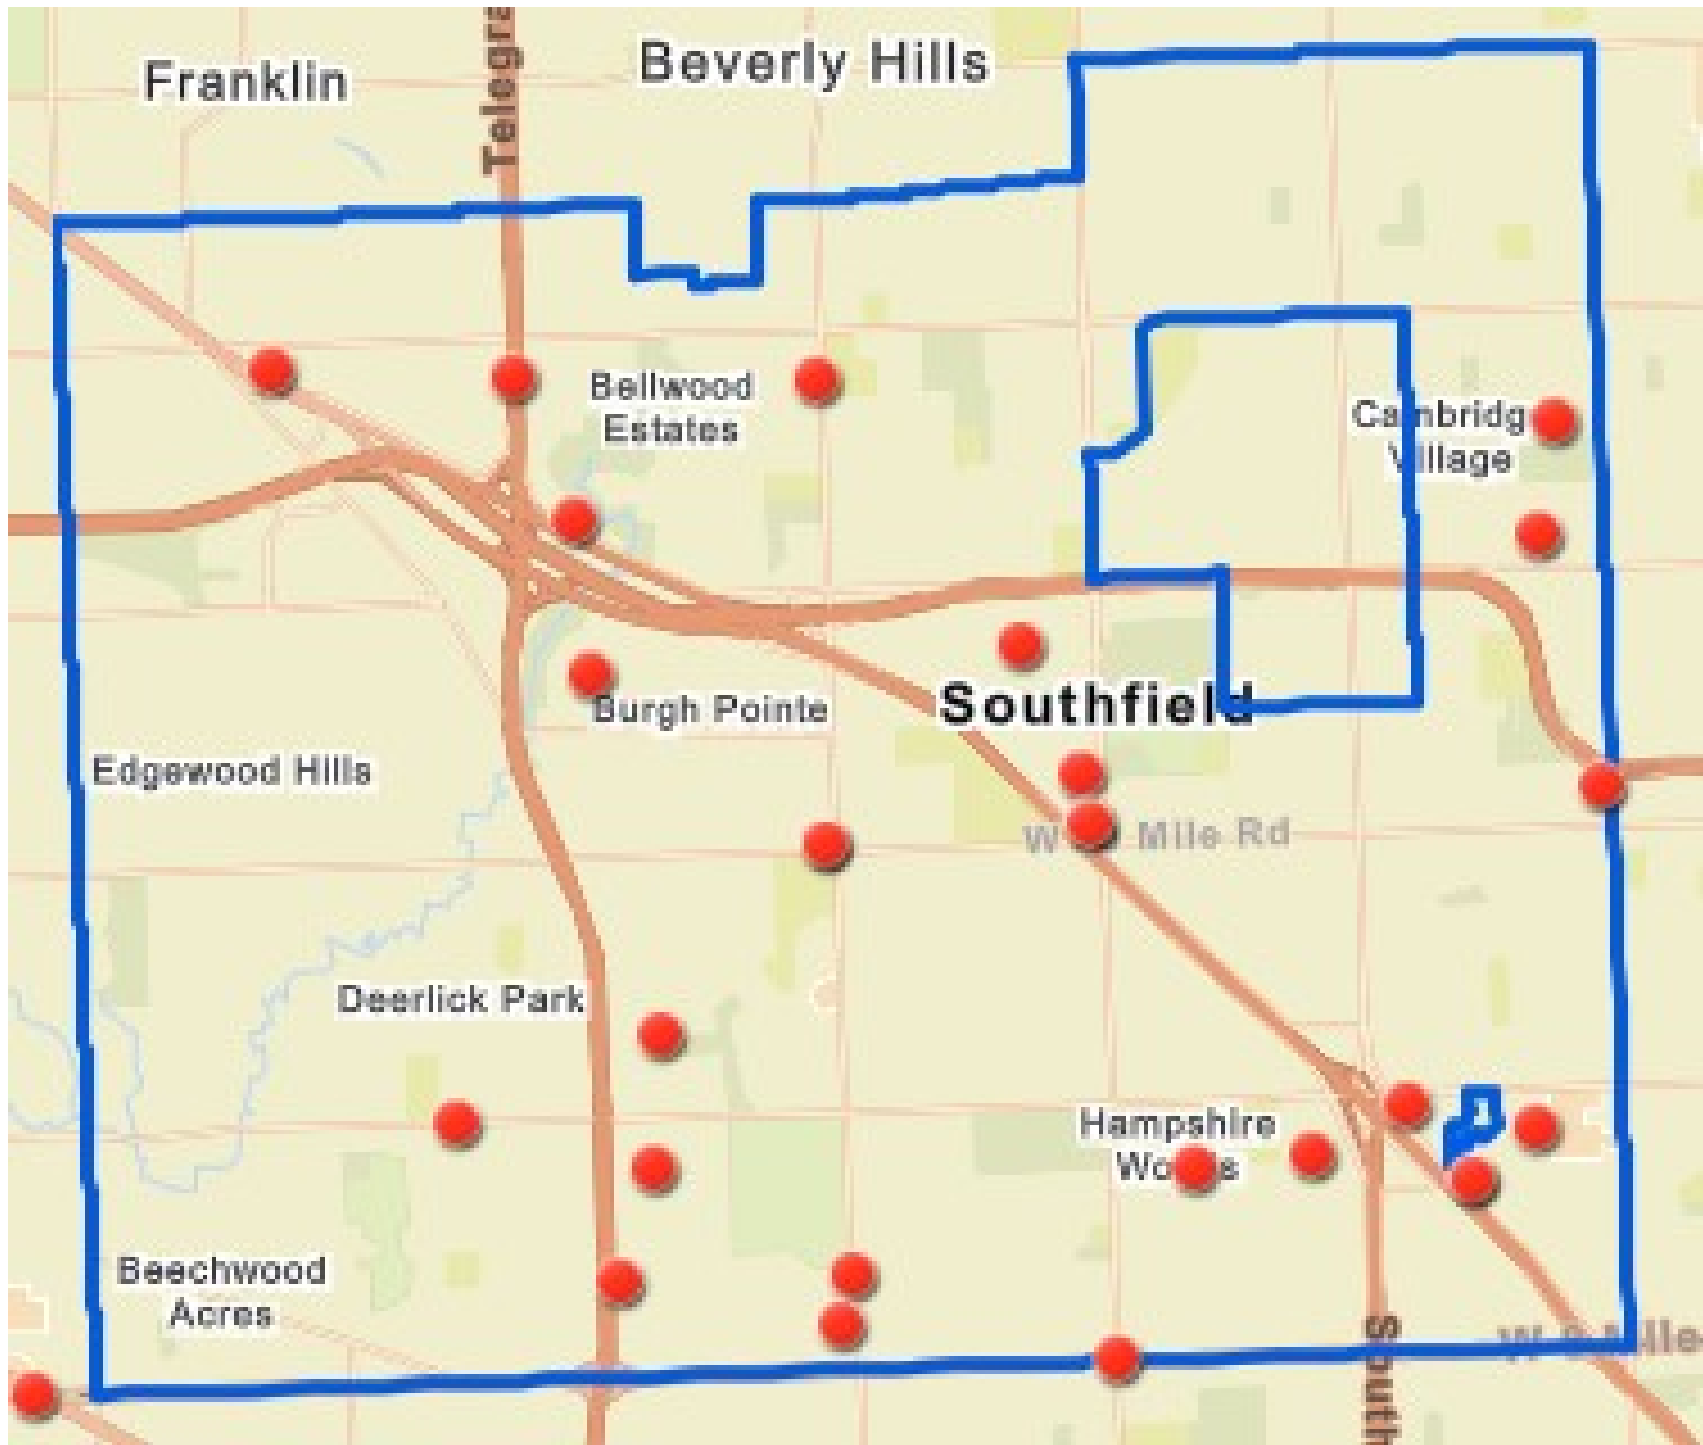 Franklin
Beverly Hills
Telegra
Bellwood
Estates
Village
Burgh Pointe
Southfield
Edgewood Hills
W Mile Rd
Deerlick Park
Hampshire
Beechwood
Acres
South
W